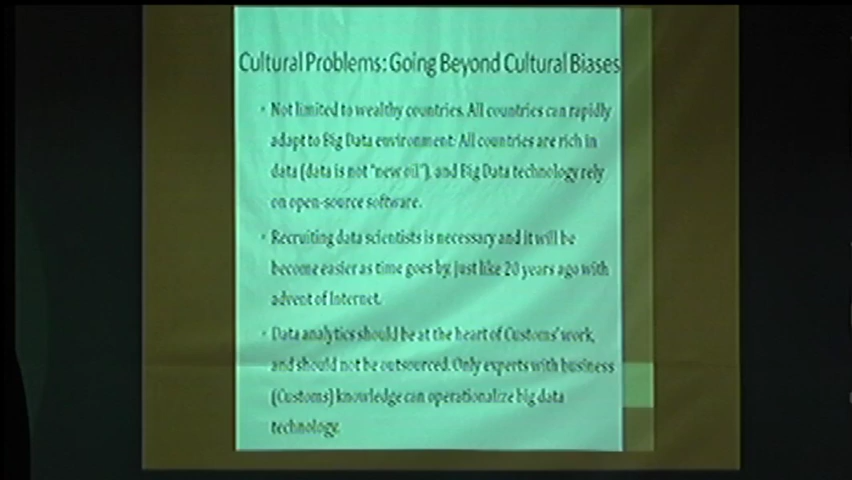 Cultural Problems: Going Beyond Cultural Biases
• Not limited to wealthy countries. All countries can rapidly
adapt to Big Data environment: All countries are rich in
data (data is not "new oil"), and Big Data technology rely
on open-source software.
• Recruiting data scientists is necessary and it will be
become easier as time goes by, just like 20 years ago with
advent of Internet.
• Data analytics should be at the heart of Customs' work,
and should not be outsourced. Only experts with business
(Customs) knowledge can operationalize big data
technology.